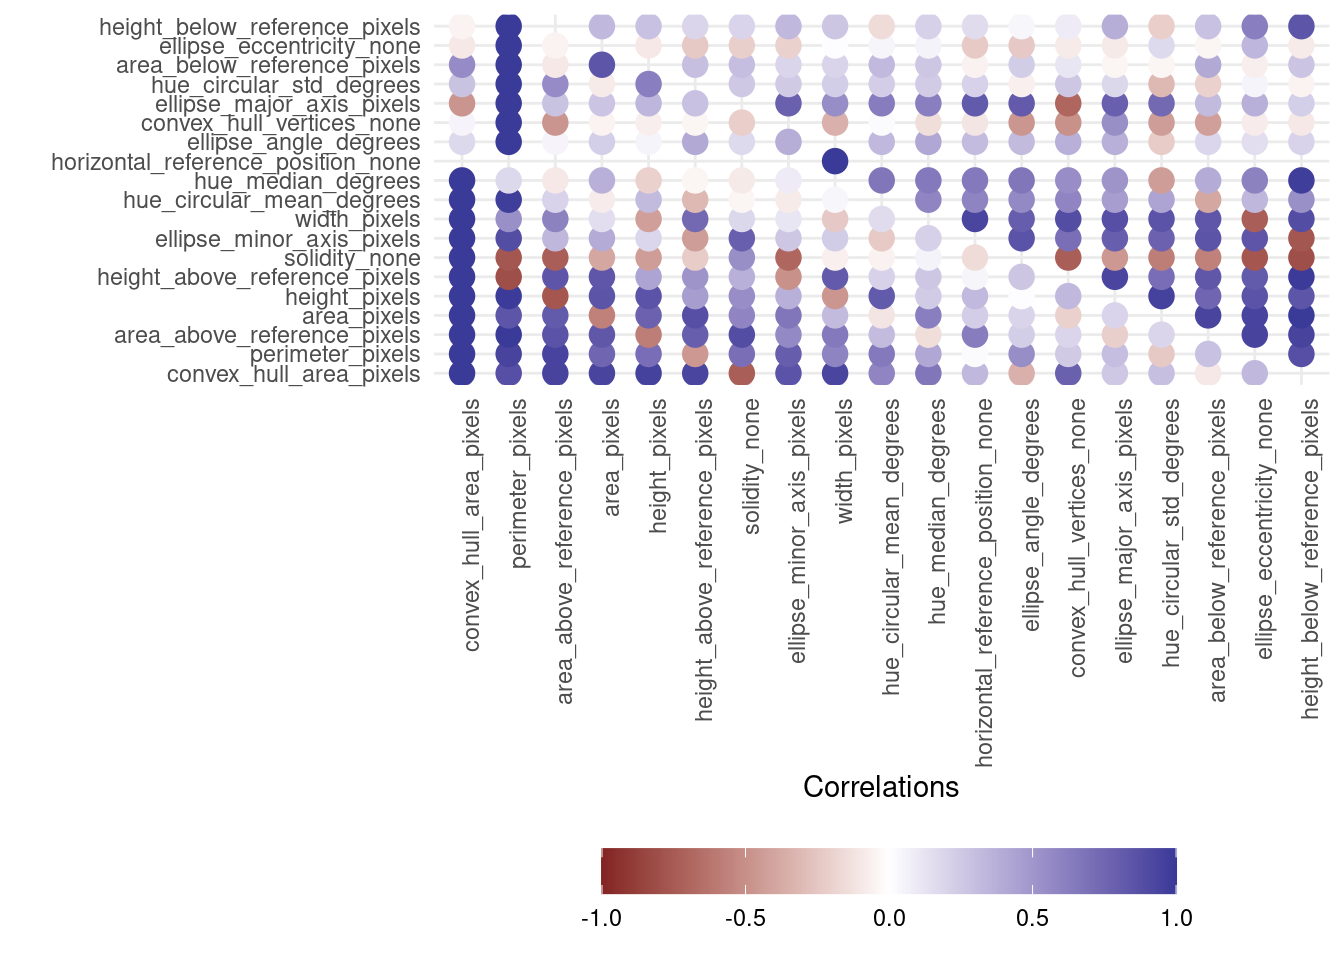 height_below_reference_pixels
ellipse_eccentricity_none
area_below_reference_pixels
hue_circular_std_degrees
ellipse_major_axis_pixels
convex_hull_vertices_none
ellipse_angle_degrees
horizontal_reference_position_none
hue_median_degrees
hue_circular_mean_degrees
width_pixels
ellipse_minor_axis_pixels
solidity_none
height_above_reference_pixels
height_pixels
area_pixels
area_above_reference_pixels
perimeter_pixels
convex_hull_area_pixels
convex_hull_area_pixels
perimeter_pixels
area_above_reference_pixels
area_pixels
height_pixels
height_above_reference_pixels
solidity_none
ellipse_minor_axis_pixels
width_pixels
hue_circular_mean_degrees
hue_median_degrees
horizontal_reference_position_none
ellipse_angle_degrees
convex_hull_vertices_none
ellipse_major_axis_pixels
hue_circular_std_degrees
area_below_reference_pixels
ellipse_eccentricity_none
height_below_reference_pixels
Correlations
-1.0 -0.5 0.0 0.5 1.0